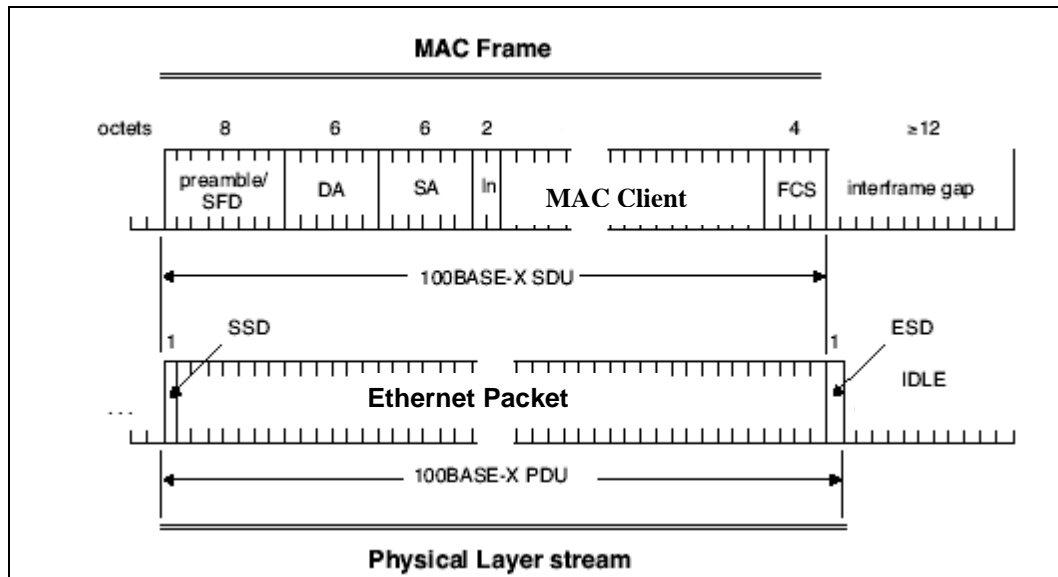 MAC Frame
octets 8 6 6 2 4 ≥12
preamble/
SFD DA SA ln MAC Client FCS interframe gap
100BASE-X SDU
1 SSD 1 ESD
IDLE
Ethernet Packet
...
100BASE-X PDU
Physical Layer stream